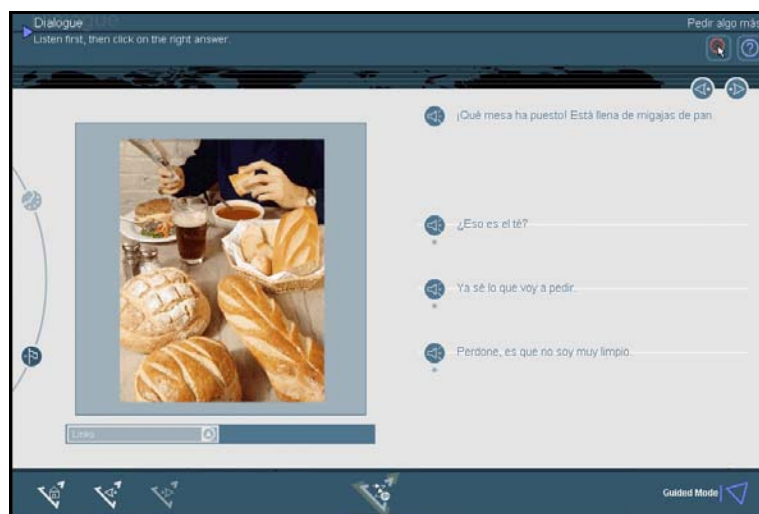 Dialogue
Pedir algo más
Listen first, then click on the right answer.
¡Qué mesa ha puesto! Está llena de migajas de pan.
¿Eso es el té?
Ya sé lo que voy a pedir.
Perdone, es que no soy muy limpio.
Links
Guided Mode